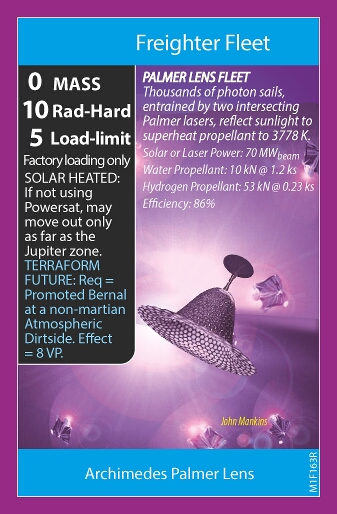 Freighter Fleet
0 MASS
10 Rad-Hard
5 Load-limit
Factory loading only
SOLAR HEATED:
If not using
Powersat, may
move out only
as far as the
Jupiter zone.
TERRAFORM
FUTURE: Req =
Promoted Bernal
at a non-martian
Atmospheric
Dirtside. Effect
= 8 VP.
PALMER LENS FLEET
Thousands of photon sails,
entrained by two intersecting
Palmer lasers, reflect sunlight to
superheat propellant to 3778 K.
Solar or Laser Power: 70 MWbeam
Water Propellant: 10 kN @ 1.2 ks
Hydrogen Propellant: 53 kN @ 0.23 ks
Efficiency: 86%
John Mankins
Archimedes Palmer Lens
M1F163R